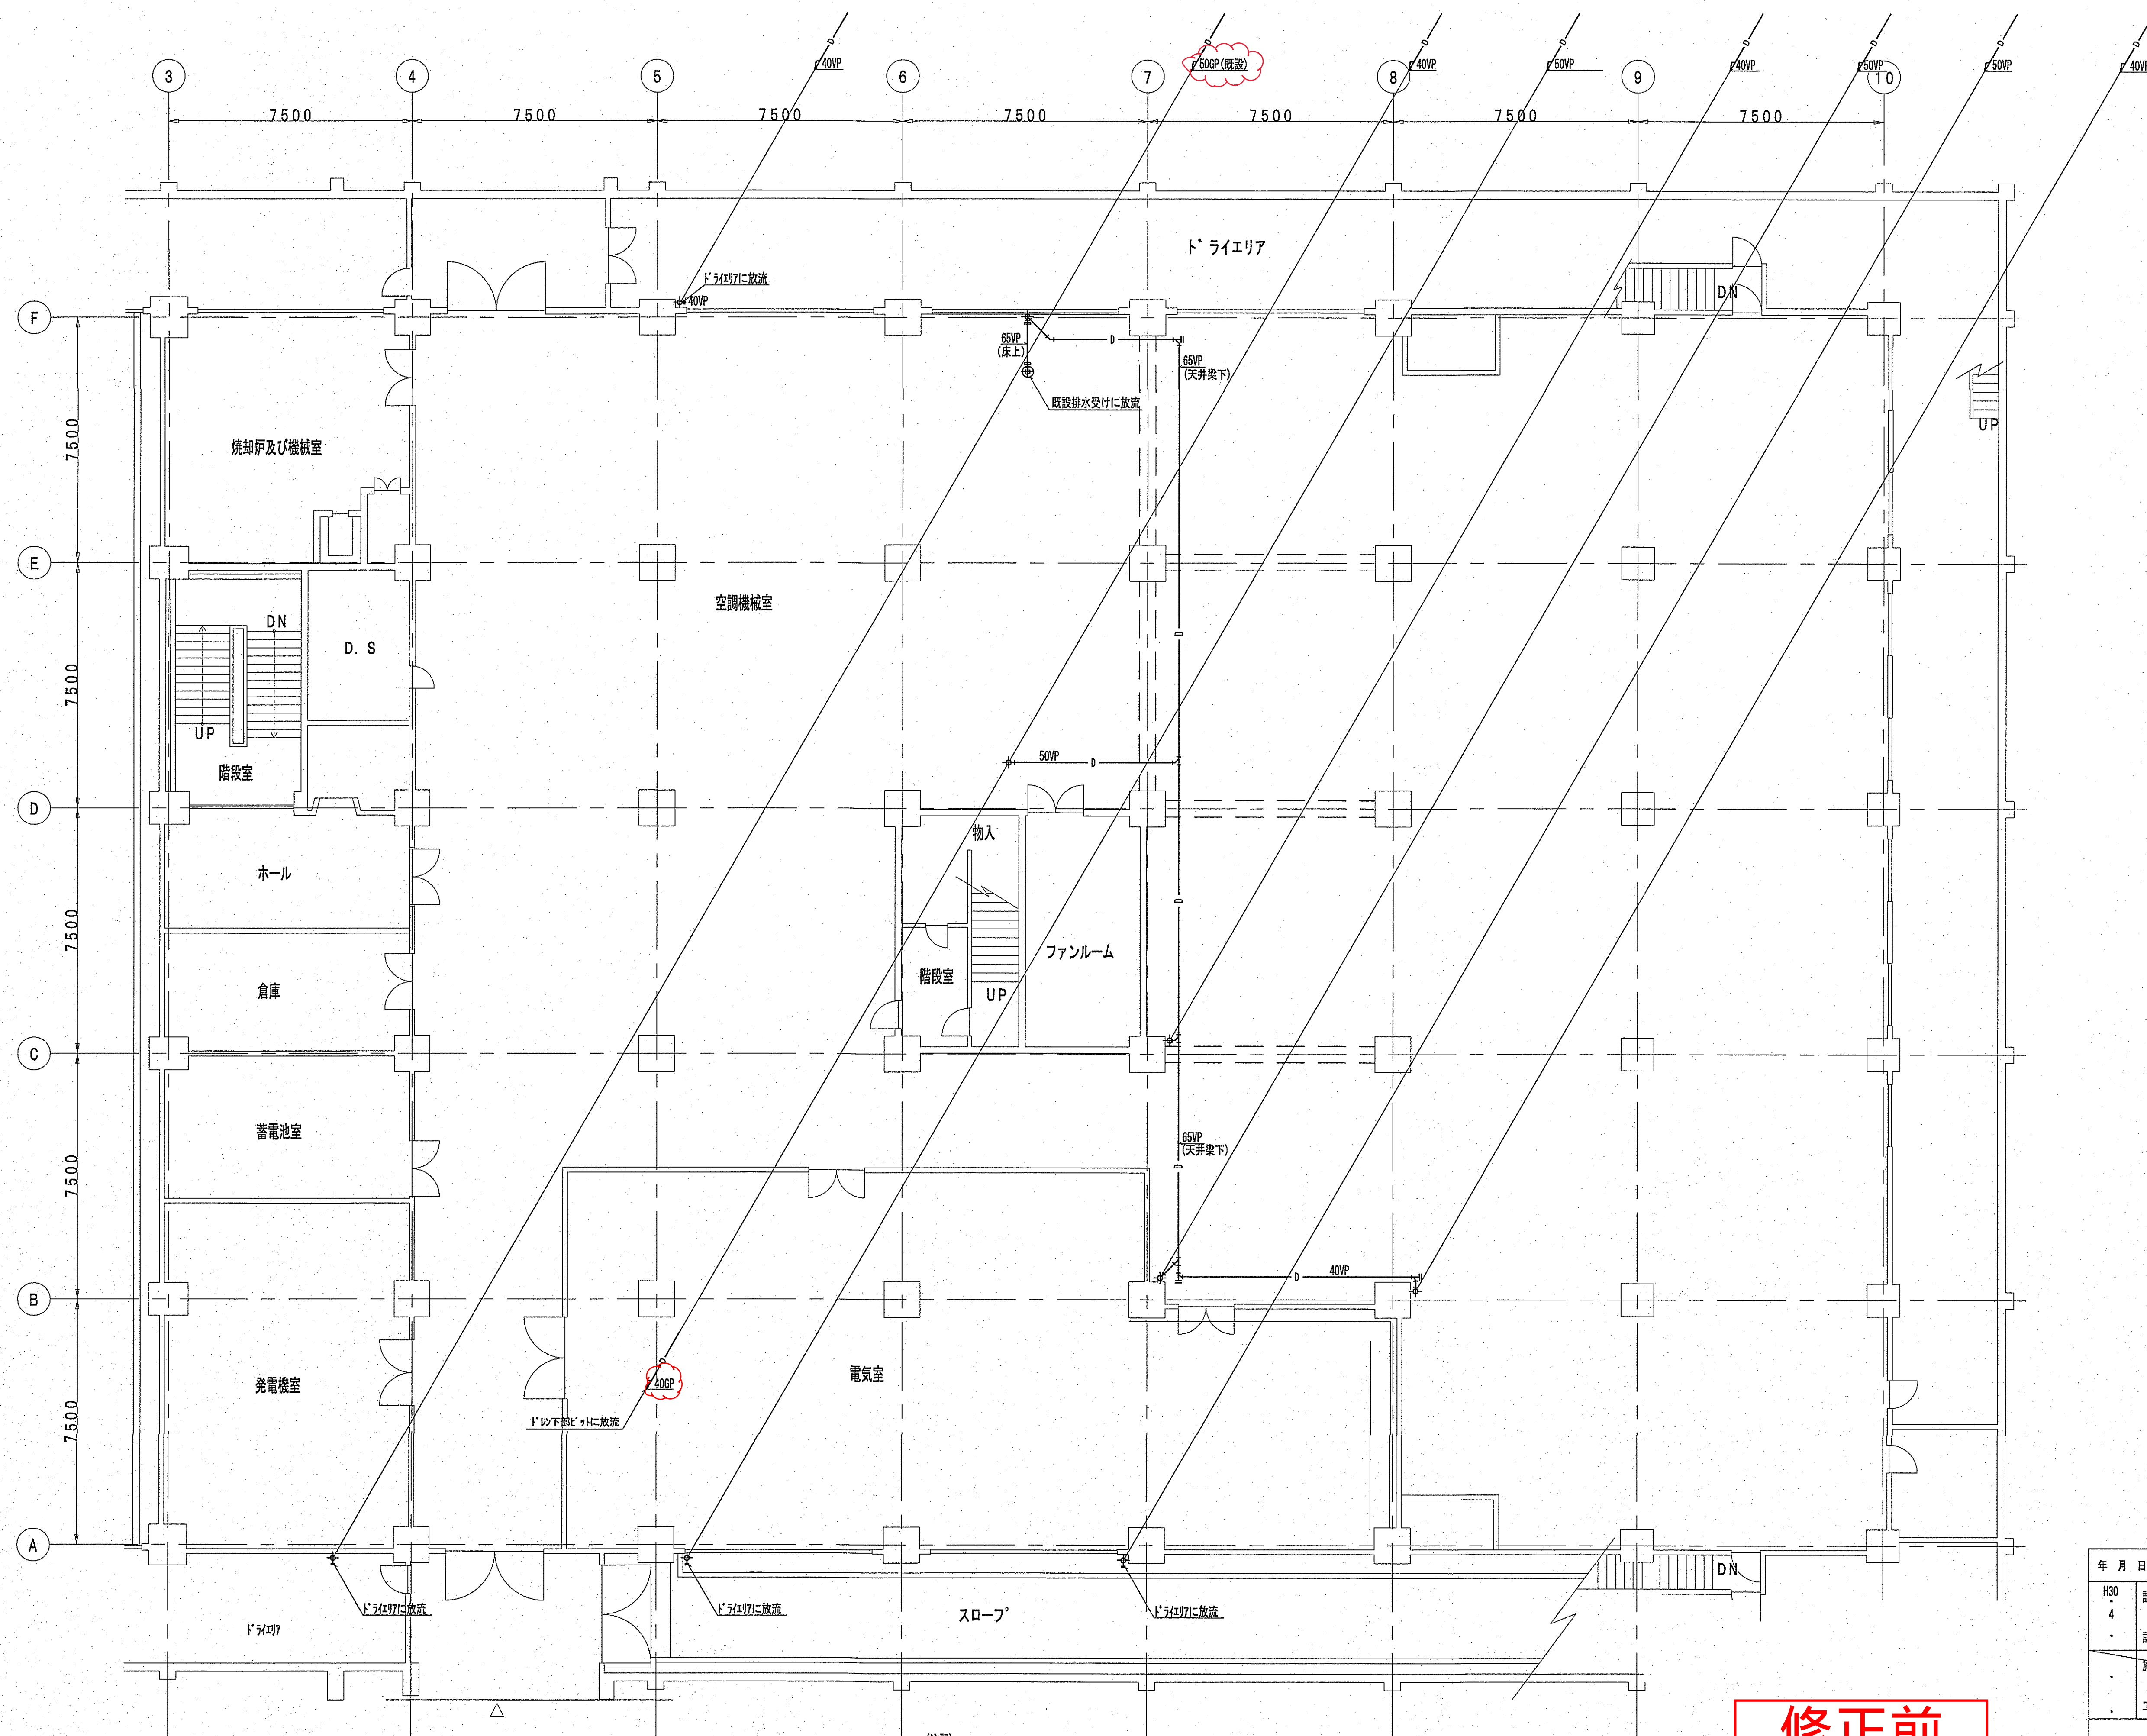 D D D D D D D D
40VP 50GP(既設) 40VP 50VP 40VP 50VP 50VP
3 4 5 6 7 8 9 10
7500 7500 7500 7500 7500 7500 7500
ドライエリア
ドライエリアに放流
40VP
DN
F
65VP
(床上)
D
65VP
(天井梁下)
既設排水受けに放流
UP
7500
焼却炉及び機械室
E
空調機械室
DN
D
D.S
7500
UP
階段室
50VP
D
D
物入
ホール
D
7500
ファンルーム
階段室
倉庫
UP
C
蓄電池室
65VP
(天井梁下)
D
7500
D 40VP
B
D
40GP
電気室
発電機室
ドレン下部ピットに放流
7500
A
DN
ドライエリアに放流
ドライエリアに放流
ドライエリアに放流
スロープ
ドライエリア
年 月 日
H30
4
修正前